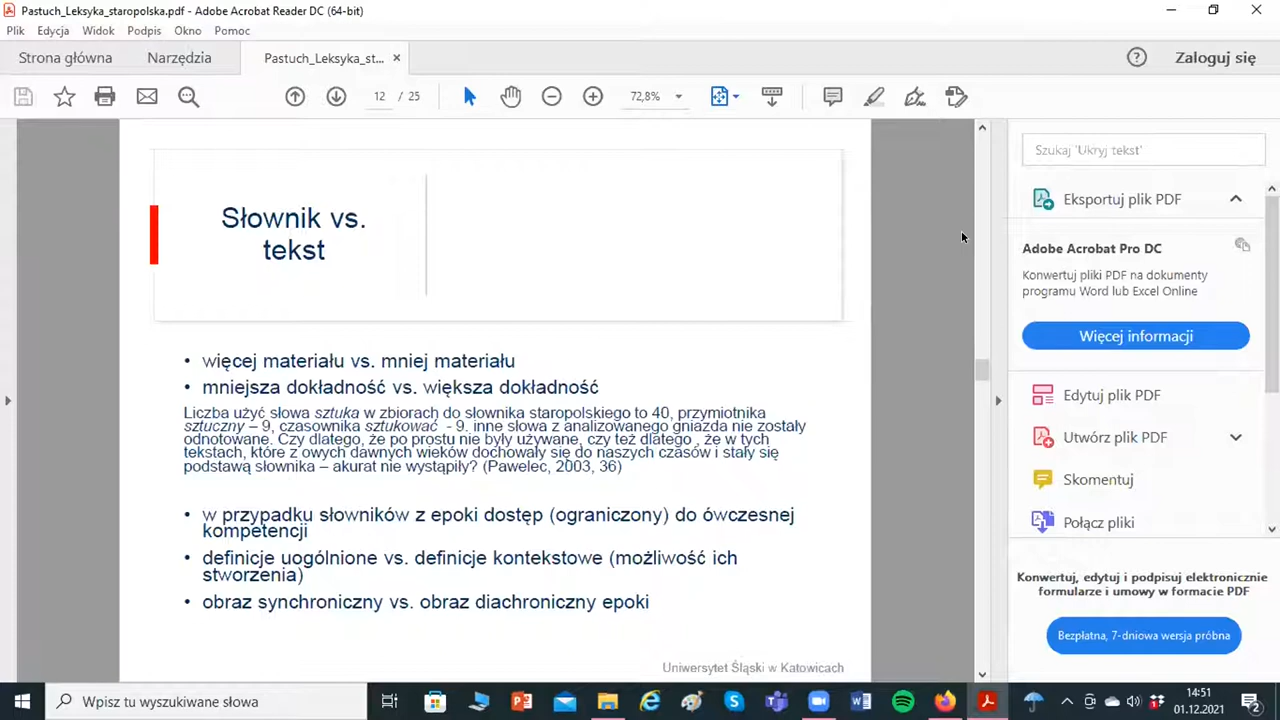 Pastuch_Leksyka_staropolska.pdf - Adobe Acrobat Reader DC (64-bit)
Plik Edycja Widok Podpis Okno Pomoc
Strona główna Narzędzia Pastuch_Leksyka_st... × Zaloguj się
12 / 25 72,8%
Słownik vs.
tekst
• więcej materiału vs. mniej materiału
• mniejsza dokładność vs. większa dokładność
Liczba użyć słowa sztuka w zbiorach do słownika staropolskiego to 40, przymiotnika
sztuczny – 9, czasownika sztukować - 9. inne słowa z analizowanego gniazda nie zostały
odnotowane. Czy dlatego, że po prostu nie były używane, czy też dlatego , że w tych
tekstach, które z owych dawnych wieków dochowały się do naszych czasów i stały się
podstawą słownika – akurat nie wystąpiły? (Pawelec, 2003, 36)
• w przypadku słowników z epoki dostęp (ograniczony) do ówczesnej
kompetencji
• definicje uogólnione vs. definicje kontekstowe (możliwość ich
stworzenia)
• obraz synchroniczny vs. obraz diachroniczny epoki
Uniwersytet Śląski w Katowicach
Szukaj 'Ukryj tekst'
Eksportuj plik PDF
Adobe Acrobat Pro DC
Konwertuj pliki PDF na dokumenty
programu Word lub Excel Online
Więcej informacji
Edytuj plik PDF
Utwórz plik PDF
Skomentuj
Połącz pliki
Konwertuj, edytuj i podpisuj elektronicznie
formularze i umowy w formacie PDF
Bezpłatna, 7-dniowa wersja próbna
Wpisz tu wyszukiwane słowa
14:51
01.12.2021
2